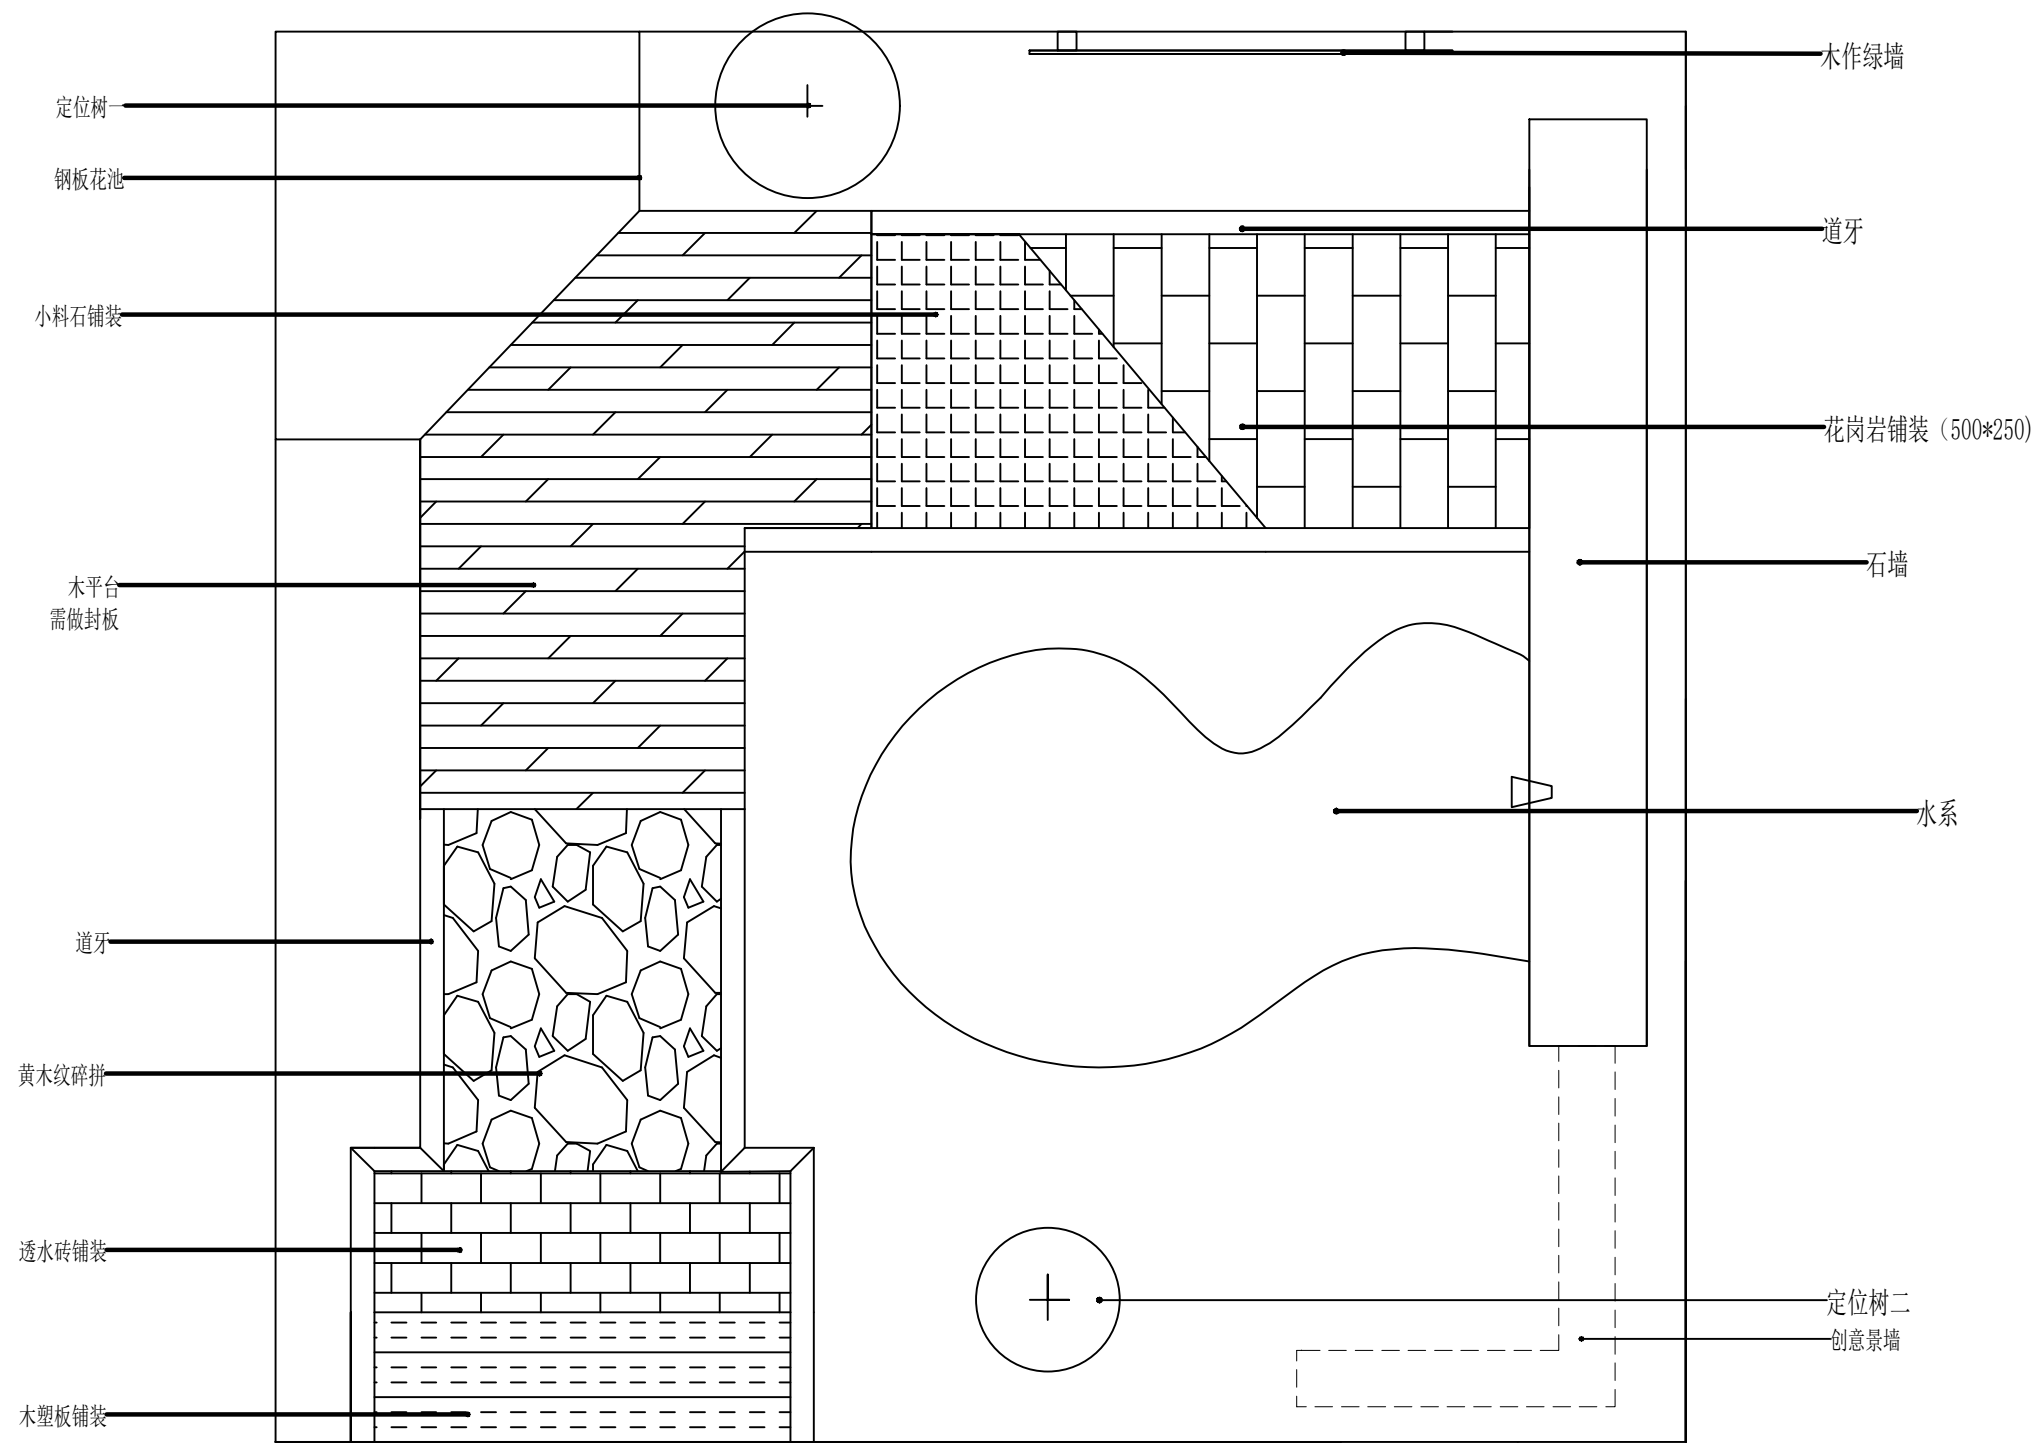 木作绿墙
定位树一
钢板花池
道牙
小料石铺装
花岗岩铺装（500*250)
石墙
木平台
需做封板
水系
道牙
黄木纹碎拼
透水砖铺装
定位树二
创意景墙
木塑板铺装